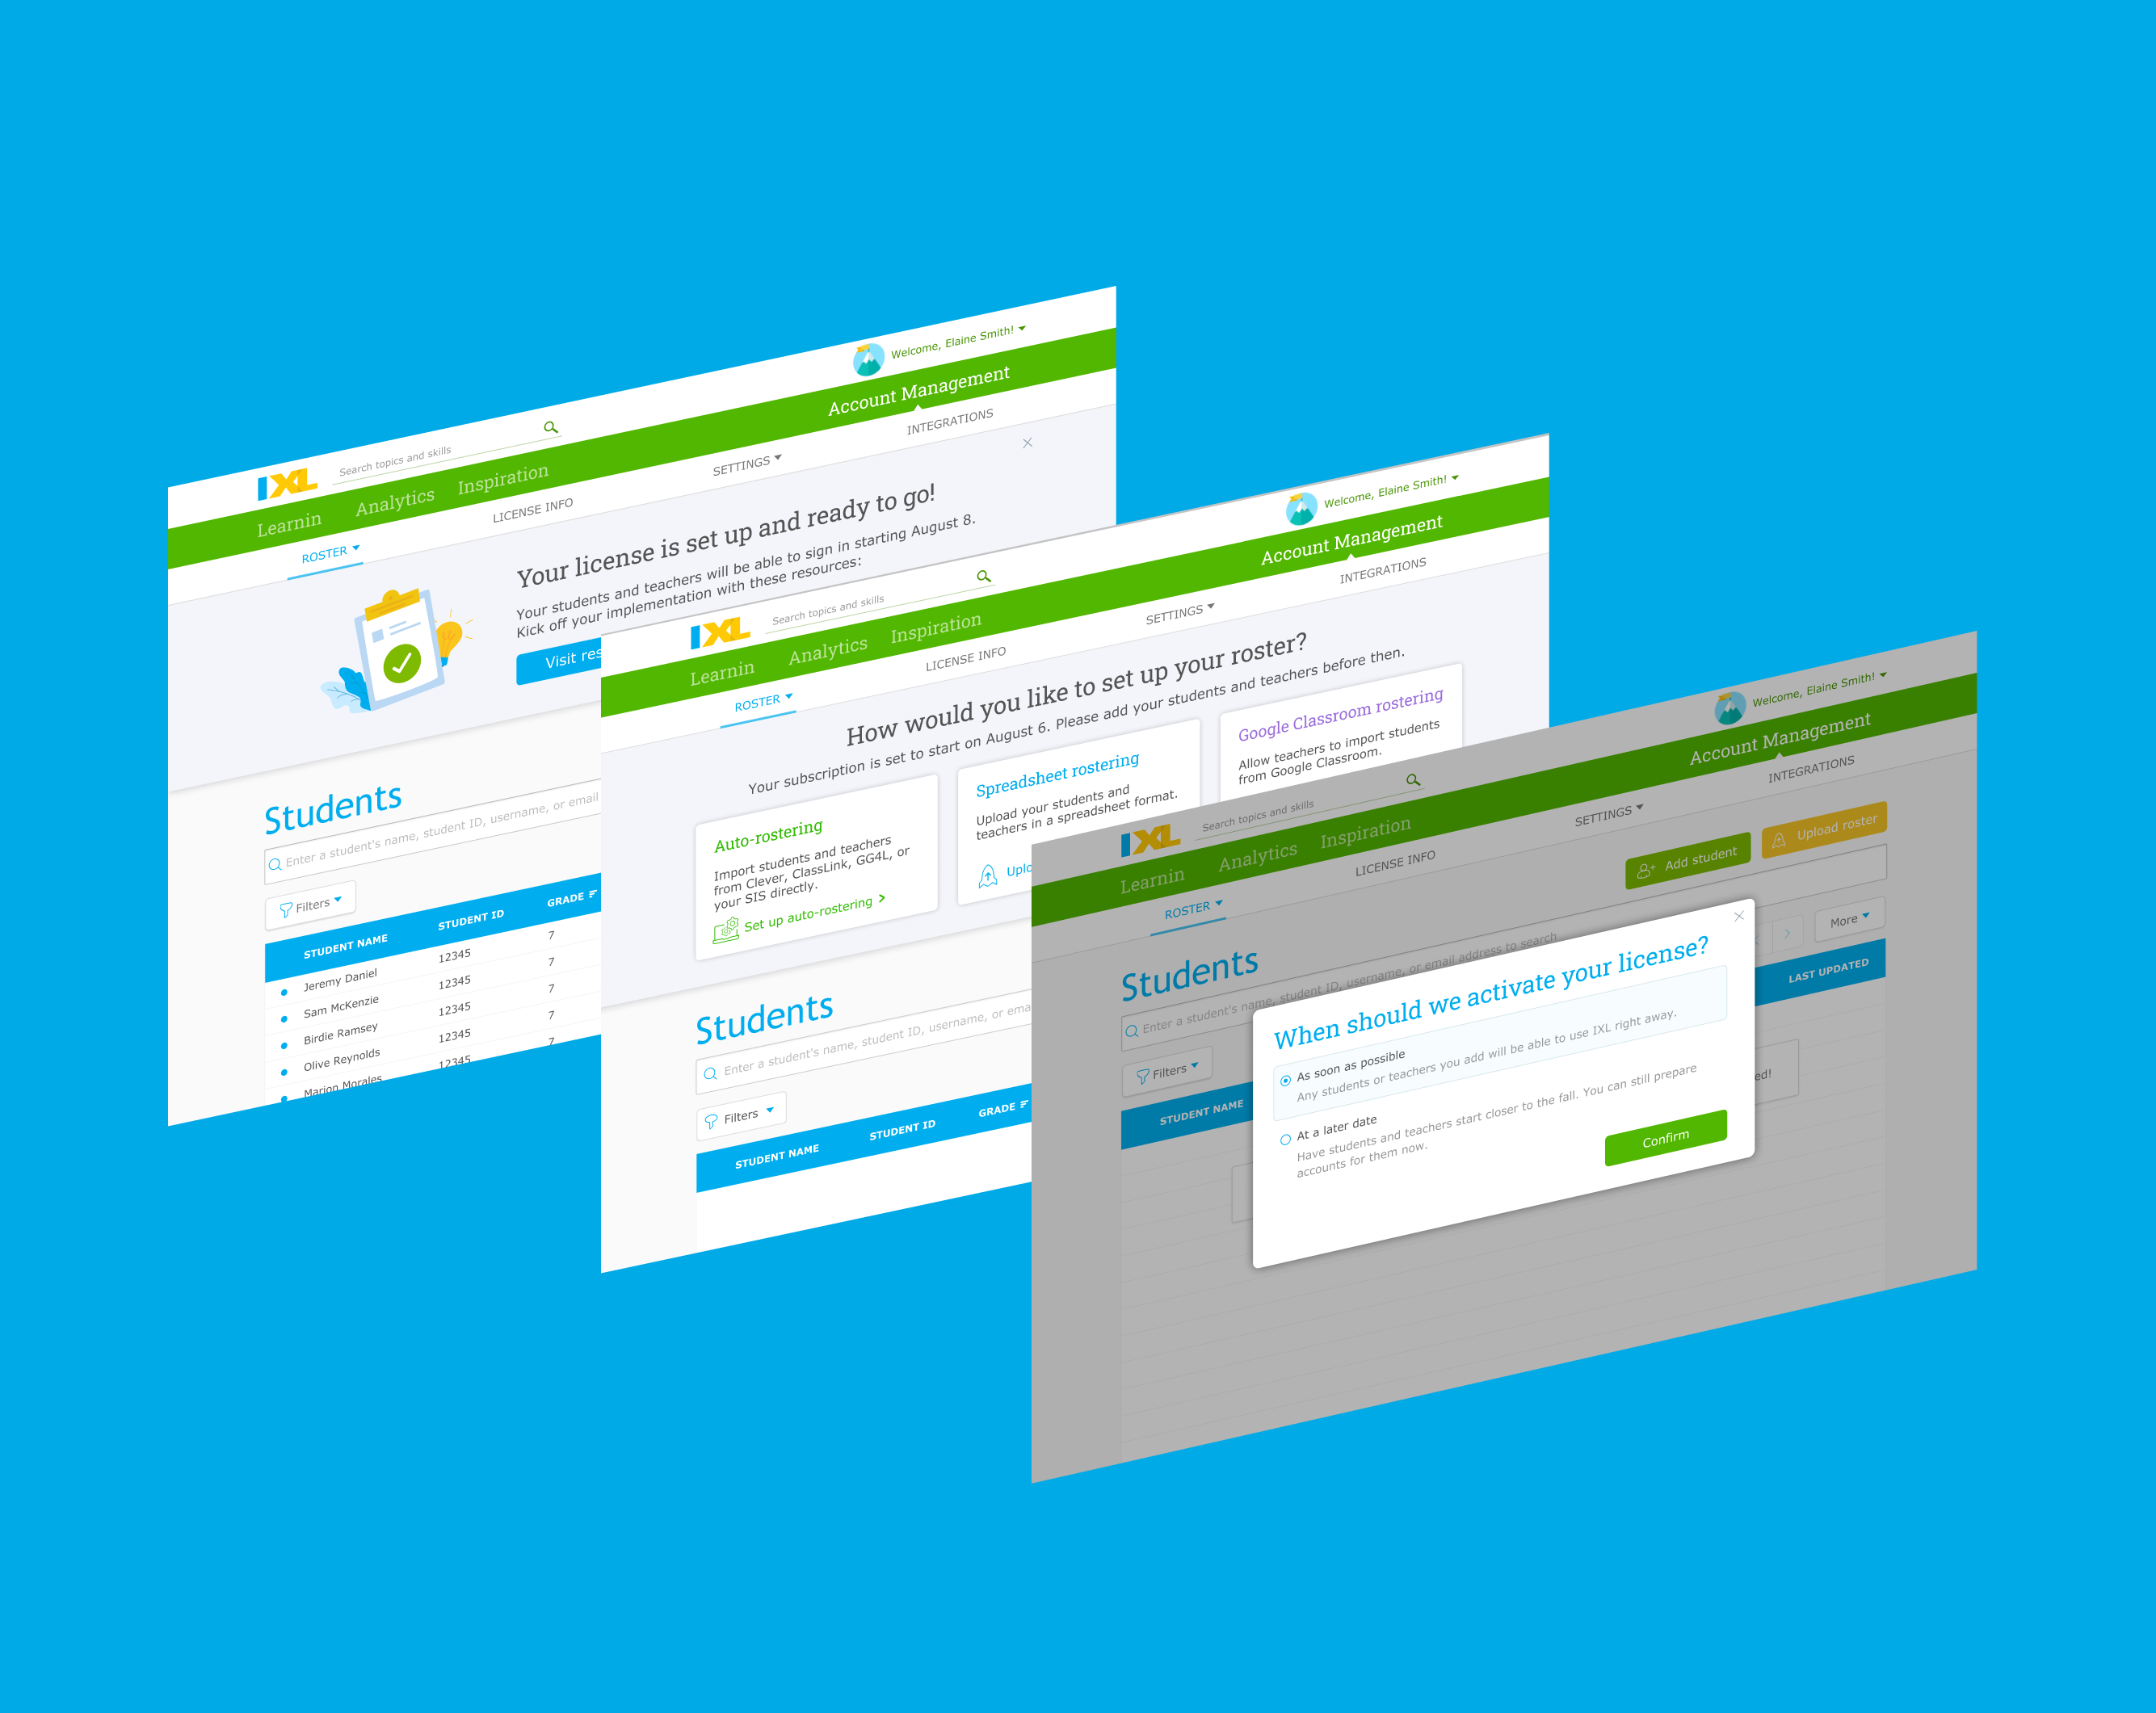 Welcome, Elaine Smith!
IXL
Search topics and skills
Learnin Analytics Inspiration Account Management
ROSTER LICENSE INFO SETTINGS INTEGRATIONS
Your license is set up and ready to go!
Your students and teachers will be able to sign in starting August 8.
Kick off your implementation with these resources:
Visit
Students
Enter a student's name, student ID, username, or email
Filters
STUDENT NAME STUDENT ID GRADE
Jeremy Daniel 12345 7
Sam McKenzie 12345 7
Birdie Ramsey 12345 7
Olive Reynolds 12345 7
Marion Morales 12345 7
Welcome, Elaine Smith!
IXL
Search topics and skills
Learnin Analytics Inspiration Account Management
ROSTER LICENSE INFO SETTINGS INTEGRATIONS
How would you like to set up your roster?
Your subscription is set to start on August 6. Please add your students and teachers before then.
Auto-rostering
Import students and teachers
from Clever, ClassLink, GG4L, or
your SIS directly.
Set up auto-rostering
Spreadsheet rostering
Upload your students and
teachers in a spreadsheet format.
Google Classroom rostering
Allow teachers to import students
from Google Classroom.
Students
Enter a student's name, student ID, username, or
Filters
STUDENT NAME STUDENT ID GRADE
Welcome, Elaine Smith!
IXL
Search topics and skills
Learnin Analytics Inspiration Account Management
ROSTER LICENSE INFO SETTINGS INTEGRATIONS
Add student Upload roster
Students
Enter a student's name, student ID, username, or email address to search
Filters More
STUDENT NAME LAST UPDATED
When should we activate your license?
As soon as possible
Any students or teachers you add will be able to use IXL right away.
At a later date
Have students and teachers start closer to the fall. You can still prepare
accounts for them now.
Confirm